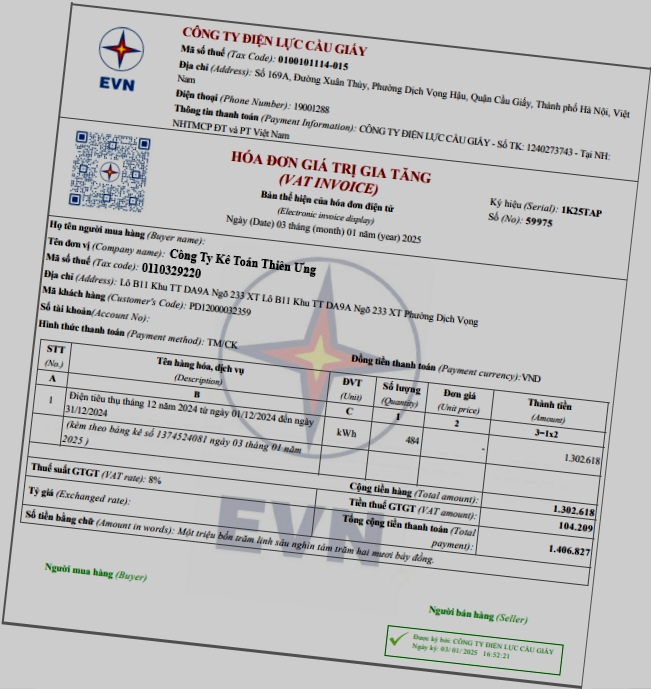 CÔNG TY ĐIỆN LỰC CẦU GIẤY
Mã số thuế (Tax Code): 0100101114-015
Địa chỉ (Address): Số 169A, Đường Xuân Thủy, Phường Dịch Vọng Hậu, Quận Cầu Giấy, Thành phố Hà Nội, Việt
Nam
Điện thoại (Phone Number): 19001288
Thông tin thanh toán (Payment Information): CÔNG TY ĐIỆN LỰC CẦU GIẤY - Số TK: 1240273743 - Tại NH:
NHTMCP ĐT và PT Việt Nam
EVN
HÓA ĐƠN GIÁ TRỊ GIA TĂNG
(VAT INVOICE)
Bản thể hiện của hóa đơn điện tử
(Electronic invoice display)
Ngày (Date) 03 tháng (month) 01 năm (year) 2025
Ký hiệu (Serial): 1K25TAP
Số (No): 59975
Họ tên người mua hàng (Buyer name):
Tên đơn vị (Company name): Công Ty Kế Toán Thiên Ưng
Mã số thuế (Tax code): 0110329220
Địa chỉ (Address): Lô B11 Khu TT DA9A Ngõ 233 XT Lô B11 Khu TT DA9A Ngõ 233 XT Phường Dịch Vọng
Mã khách hàng (Customer's Code): PD12000032359
Số tài khoản(Account No):
Hình thức thanh toán (Payment method): TM/CK
Đồng tiền thanh toán (Payment currency):VND
STT (No.) Tên hàng hóa, dịch vụ (Description) ĐVT (Unit) Số lượng (Quantity) Đơn giá (Unit price) Thành tiền (Amount)
A B C 1 2 3=1x2
1 Điện tiêu thụ tháng 12 năm 2024 từ ngày 01/12/2024 đến ngày
31/12/2024 kWh 484 - 1.302.618
(kèm theo bảng kê số 1374524081 ngày 03 tháng 01 năm
2025 )
Cộng tiền hàng (Total amount): 1.302.618
Thuế suất GTGT (VAT rate): 8% Tiền thuế GTGT (VAT amount): 104.209
Tỷ giá (Exchanged rate): Tổng cộng tiền thanh toán (Total
payment): 1.406.827
Số tiền bằng chữ (Amount in words): Một triệu bốn trăm linh sáu nghìn tám trăm hai mươi bảy đồng.
EVN
Người mua hàng (Buyer)
Người bán hàng (Seller)
Được ký bởi: CÔNG TY ĐIỆN LỰC CẦU GIẤY
Ngày ký: 03/01/2025 16:52:21